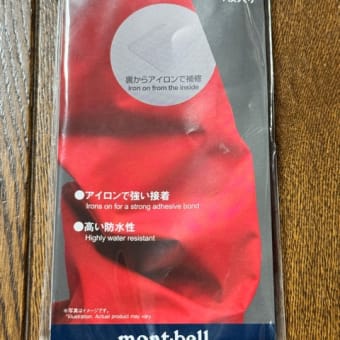 裏からアイロンで補修
Iron on from the inside
●アイロンで強い接着
Irons on for a strong adhesive bond
●高い防水性
Highly water resistant
※写真はイメージです。
*Illustration. Actual product may vary.
mont-bell